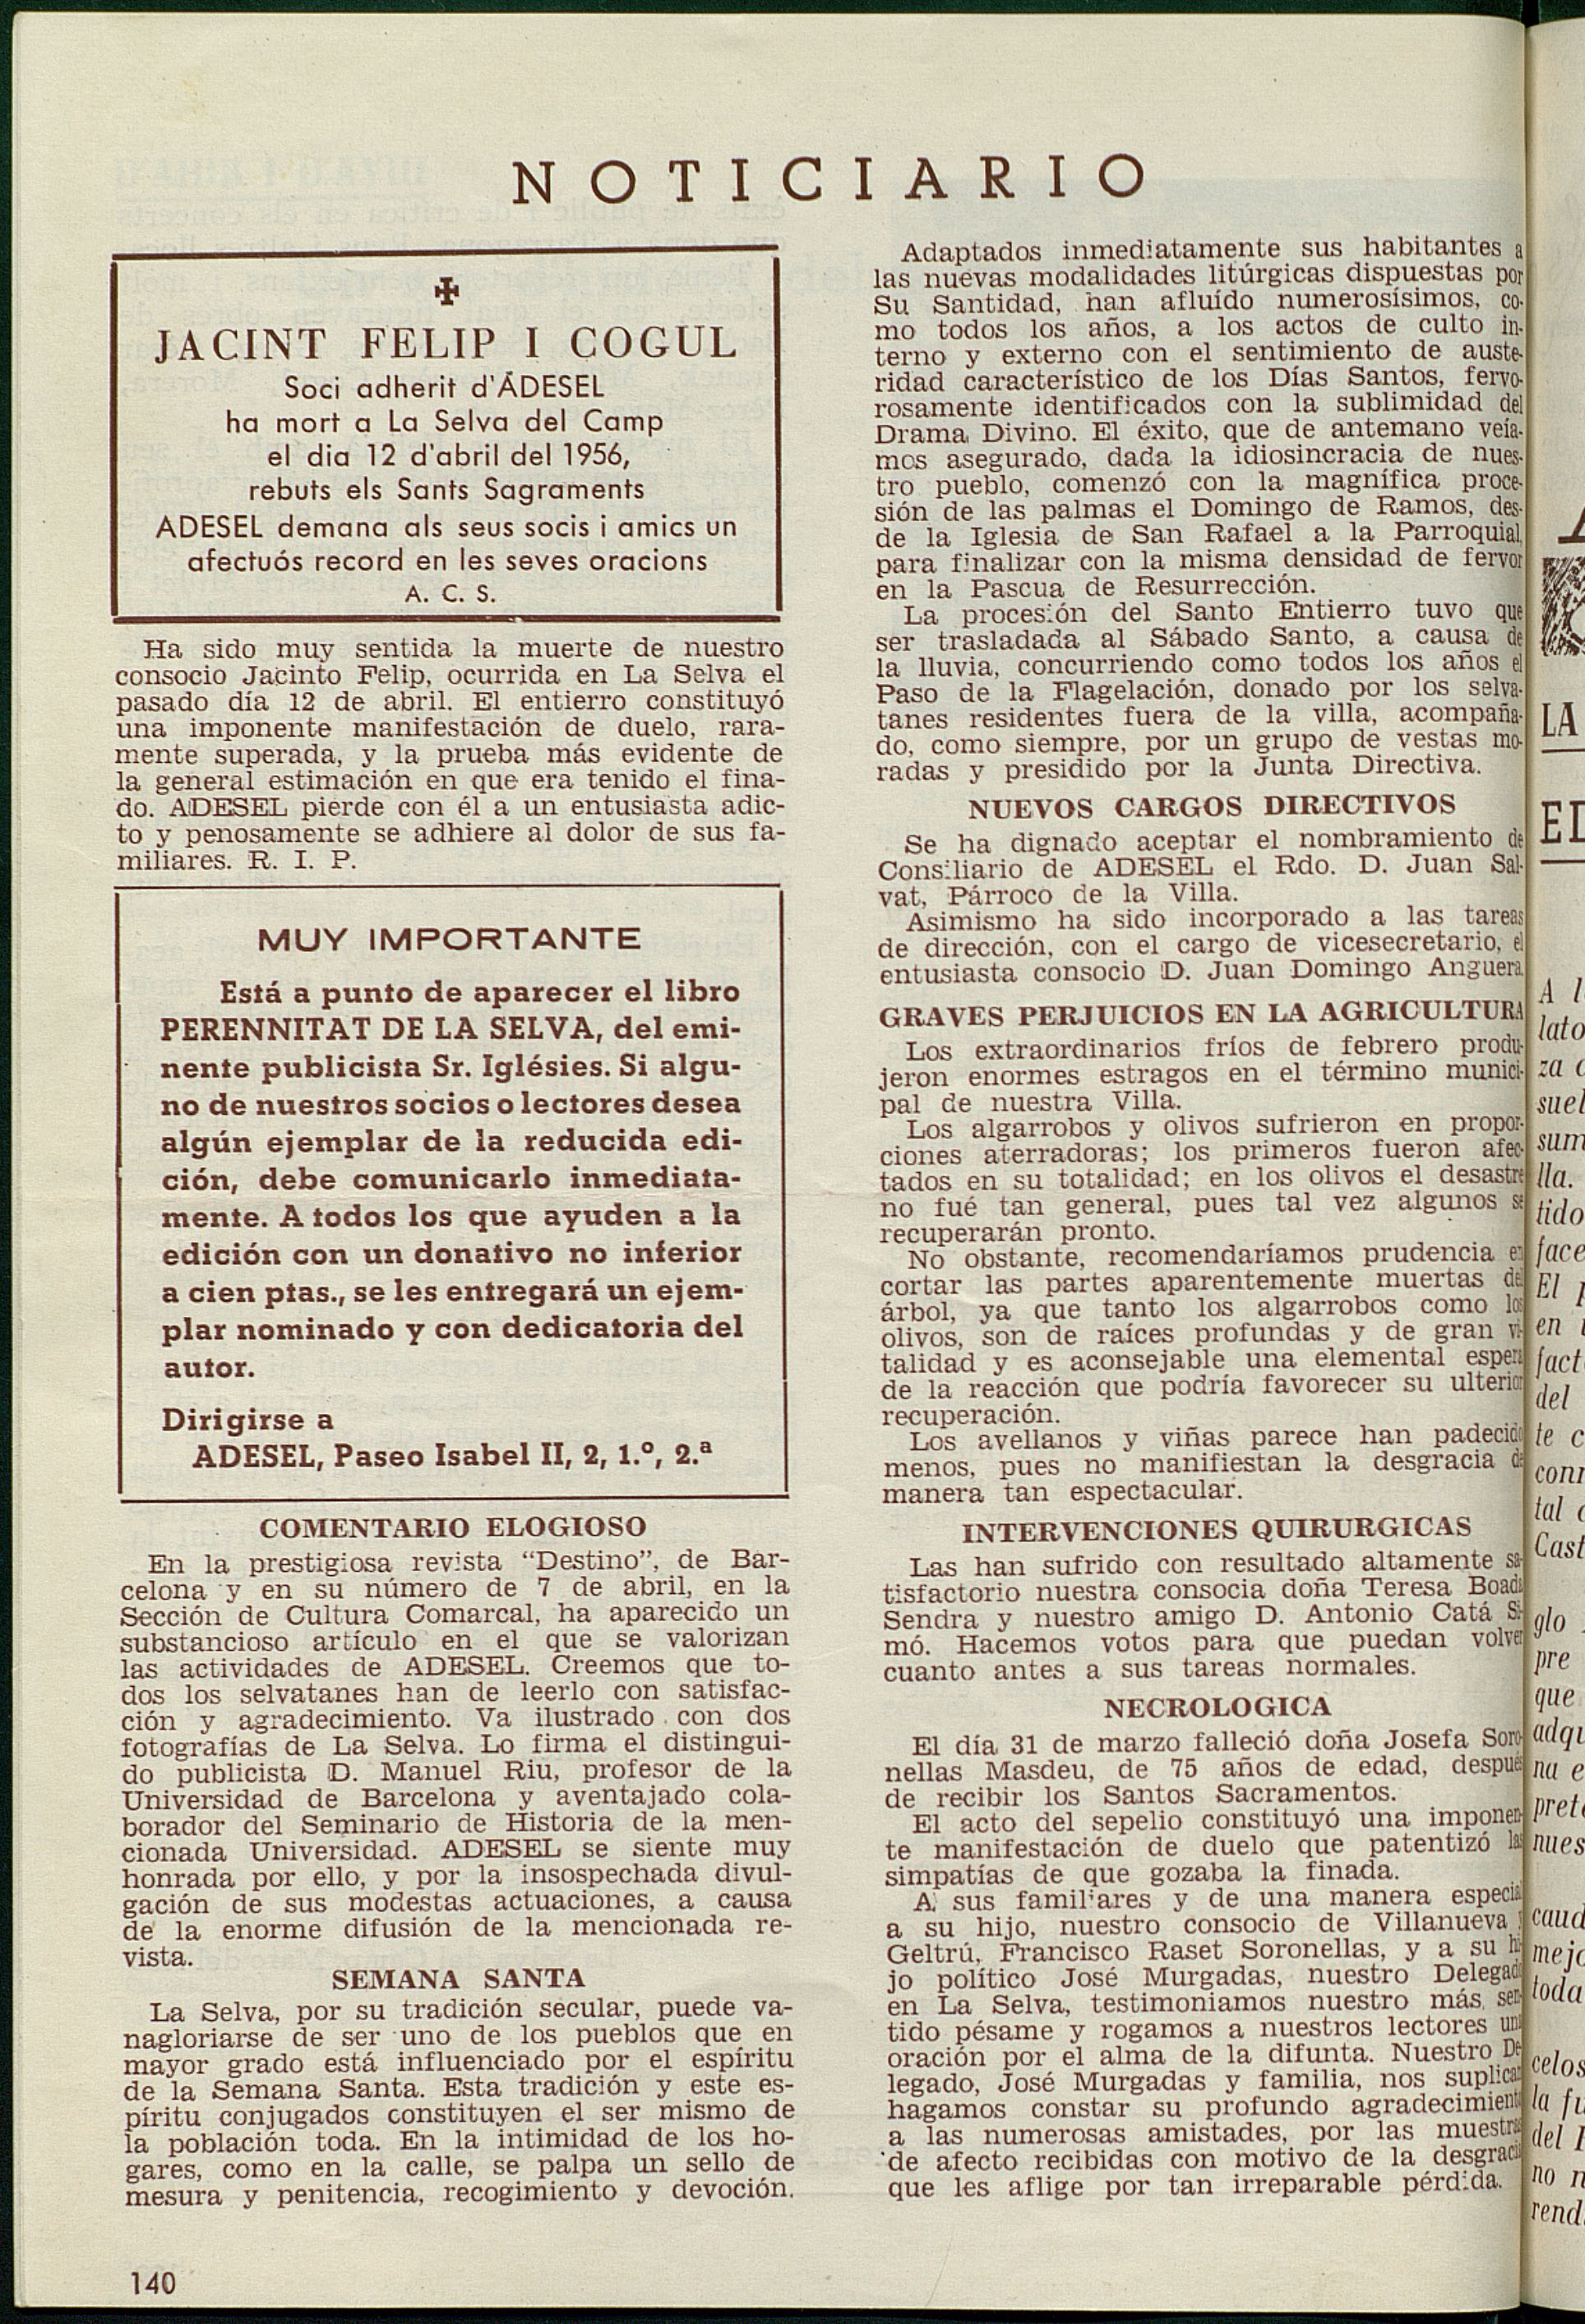 NOTICIARIO
JACINT FELIP I COGUL
Soci adherit d'ADESEL
ha mort a La Selva del Camp
el dia 12 d'abril del 1956,
rebuts els Sants Sagraments
ADESEL demana als seus socis i amics un
afectuós record en les seves oracions
A. C. S.
Ha sido muy sentida la muerte de nuestro
consocio Jacinto Felip, ocurrida en La Selva el
pasado día 12 de abril. El entierro constituyó
una imponente manifestación de duelo, rara-
mente superada, y la prueba más evidente de
la general estimación en que era tenido el fina-
do. ADESEL pierde con él a un entusiasta adic-
to y penosamente se adhiere al dolor de sus fa-
miliares. R. I. P.
MUY IMPORTANTE
Está a punto de aparecer el libro
PERENNITAT DE LA SELVA, del emi-
nente publicista Sr. Iglésies. Si algu-
no de nuestros socios o lectores desea
algún ejemplar de la reducida edi-
ción, debe comunicarlo inmediata-
mente. A todos los que ayuden a la
edición con un donativo no inferior
a cien ptas., se les entregará un ejem-
plar nominado y con dedicatoria del
autor.
Dirigirse a
ADESEL, Paseo Isabel II, 2, 1.º, 2.ª
COMENTARIO ELOGIOSO
En la prestigiosa revista “Destino”, de Bar-
celona y en su número de 7 de abril, en la
Sección de Cultura Comarcal, ha aparecido un
substancioso artículo en el que se valorizan
las actividades de ADESEL. Creemos que to-
dos los selvatanes han de leerlo con satisfac-
ción y agradecimiento. Va ilustrado con dos
fotografías de La Selva. Lo firma el distingui-
do publicista D. Manuel Riu, profesor de la
Universidad de Barcelona y aventajado cola-
borador del Seminario de Historia de la men-
cionada Universidad. ADESEL se siente muy
honrada por ello, y por la insospechada divul-
gación de sus modestas actuaciones, a causa
de la enorme difusión de la mencionada re-
vista.
SEMANA SANTA
La Selva, por su tradición secular, puede va-
nagloriarse de ser uno de los pueblos que en
mayor grado está influenciado por el espíritu
de la Semana Santa. Esta tradición y este es-
píritu conjugados constituyen el ser mismo de
la población toda. En la intimidad de los ho-
gares, como en la calle, se palpa un sello de
mesura y penitencia, recogimiento y devoción.
140
Adaptados inmediatamente sus habitantes a
las nuevas modalidades litúrgicas dispuestas por
Su Santidad, han afluído numerosísimos, co-
mo todos los años, a los actos de culto in-
terno y externo con el sentimiento de auste-
ridad característico de los Días Santos, fervo-
rosamente identificados con la sublimidad del
Drama Divino. El éxito, que de antemano veía-
mos asegurado, dada la idiosincracia de nues-
tro pueblo, comenzó con la magnífica proce-
sión de las palmas el Domingo de Ramos, des-
de la Iglesia de San Rafael a la Parroquial,
para finalizar con la misma densidad de fervor
en la Pascua de Resurrección.
La procesión del Santo Entierro tuvo que
ser trasladada al Sábado Santo, a causa de
la lluvia, concurriendo como todos los años el
Paso de la Flagelación, donado por los selva-
tanes residentes fuera de la villa, acompaña-
do, como siempre, por un grupo de vestas mo-
radas y presidido por la Junta Directiva.
NUEVOS CARGOS DIRECTIVOS
Se ha dignado aceptar el nombramiento de
Consiliario de ADESEL el Rdo. D. Juan Sal-
vat, Párroco de la Villa.
Asimismo ha sido incorporado a las tareas
de dirección, con el cargo de vicesecretario, el
entusiasta consocio D. Juan Domingo Anguera.
GRAVES PERJUICIOS EN LA AGRICULTURA
Los extraordinarios fríos de febrero produ-
jeron enormes estragos en el término munici-
pal de nuestra Villa.
Los algarrobos y olivos sufrieron en propor-
ciones aterradoras; los primeros fueron afec-
tados en su totalidad; en los olivos el desastre
no fué tan general, pues tal vez algunos se
recuperarán pronto.
No obstante, recomendaríamos prudencia en
cortar las partes aparentemente muertas del
árbol, ya que tanto los algarrobos como los
olivos, son de raíces profundas y de gran vi-
talidad y es aconsejable una elemental espera
de la reacción que podría favorecer su ulterior
recuperación.
Los avellanos y viñas parece han padecido
menos, pues no manifiestan la desgracia de
manera tan espectacular.
INTERVENCIONES QUIRURGICAS
Las han sufrido con resultado altamente sa-
tisfactorio nuestra consocia doña Teresa Boada
Sendra y nuestro amigo D. Antonio Catá Si-
mó. Hacemos votos para que puedan volver
cuanto antes a sus tareas normales.
NECROLOGICA
El día 31 de marzo falleció doña Josefa Soro-
nellas Masdeu, de 75 años de edad, después
de recibir los Santos Sacramentos.
El acto del sepelio constituyó una imponen-
te manifestación de duelo que patentizó las
simpatías de que gozaba la finada.
A sus familiares y de una manera especial
a su hijo, nuestro consocio de Villanueva y
Geltrú, Francisco Raset Soronellas, y a su hi-
jo político José Murgadas, nuestro Delegado
en La Selva, testimoniamos nuestro más sen-
tido pésame y rogamos a nuestros lectores una
oración por el alma de la difunta. Nuestro De-
legado, José Murgadas y familia, nos suplican
hagamos constar su profundo agradecimiento
a las numerosas amistades, por las muestras
de afecto recibidas con motivo de la desgracia
que les aflige por tan irreparable pérdida.
LA